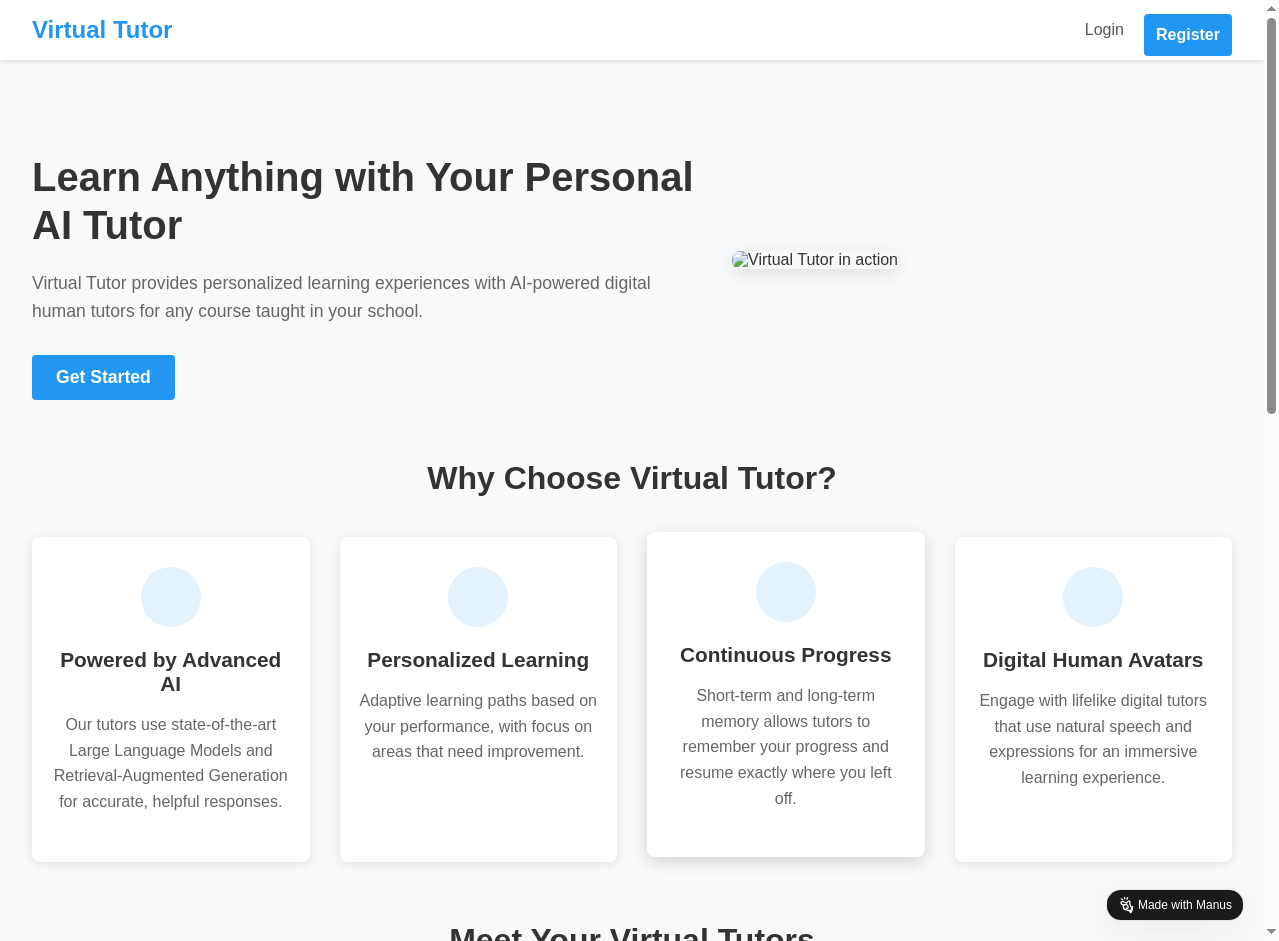 Virtual Tutor
Login
Register
Learn Anything with Your Personal
AI Tutor
Virtual Tutor provides personalized learning experiences with AI-powered digital
human tutors for any course taught in your school.
Get Started
Virtual Tutor in action
Why Choose Virtual Tutor?
Powered by Advanced
AI
Our tutors use state-of-the-art
Large Language Models and
Retrieval-Augmented Generation
for accurate, helpful responses.
Personalized Learning
Adaptive learning paths based on
your performance, with focus on
areas that need improvement.
Continuous Progress
Short-term and long-term
memory allows tutors to
remember your progress and
resume exactly where you left
off.
Digital Human Avatars
Engage with lifelike digital tutors
that use natural speech and
expressions for an immersive
learning experience.
Made with Manus
Meet Your Virtual Tutors